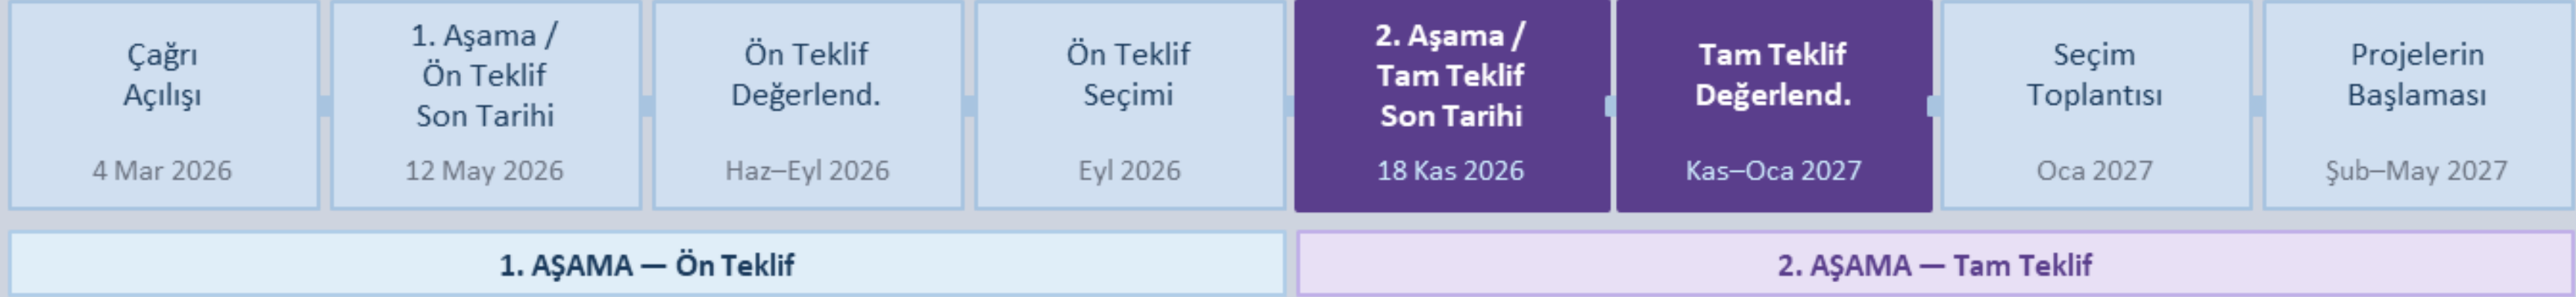 Çağrı
Açılışı
4 Mar 2026
1. Aşama /
Ön Teklif
Son Tarihi
12 May 2026
Ön Teklif
Değerlend.
Haz–Eyl 2026
Ön Teklif
Seçimi
Eyl 2026
2. Aşama /
Tam Teklif
Son Tarihi
18 Kas 2026
Tam Teklif
Değerlend.
Kas–Oca 2027
Seçim
Toplantısı
Oca 2027
Projelerin
Başlaması
Şub–May 2027
1. AŞAMA — Ön Teklif
2. AŞAMA — Tam Teklif